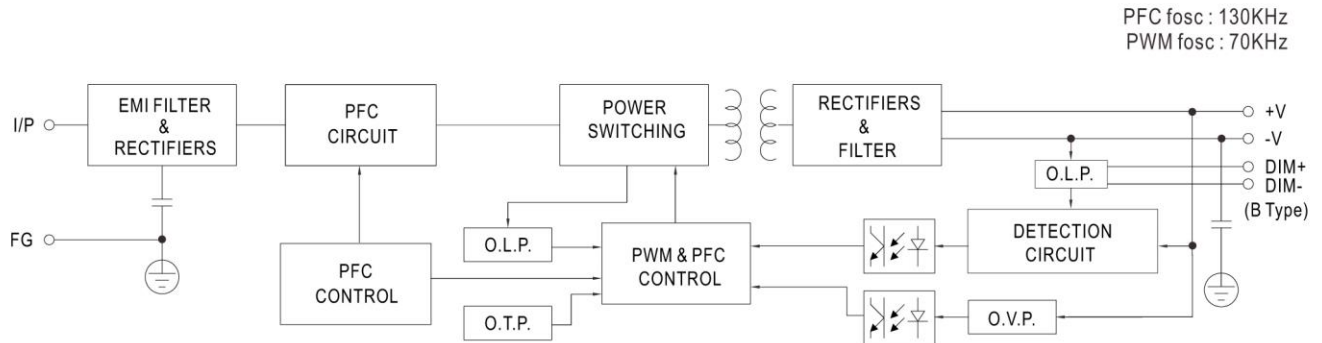 PFC fosc : 130KHz
PWM fosc : 70KHz
I/P
EMI FILTER
&
RECTIFIERS
PFC
CIRCUIT
POWER
SWITCHING
RECTIFIERS
&
FILTER
+V
-V
O.L.P.
DIM+
DIM-
(B Type)
FG
PFC
CONTROL
O.L.P.
O.T.P.
PWM & PFC
CONTROL
DETECTION
CIRCUIT
O.V.P.